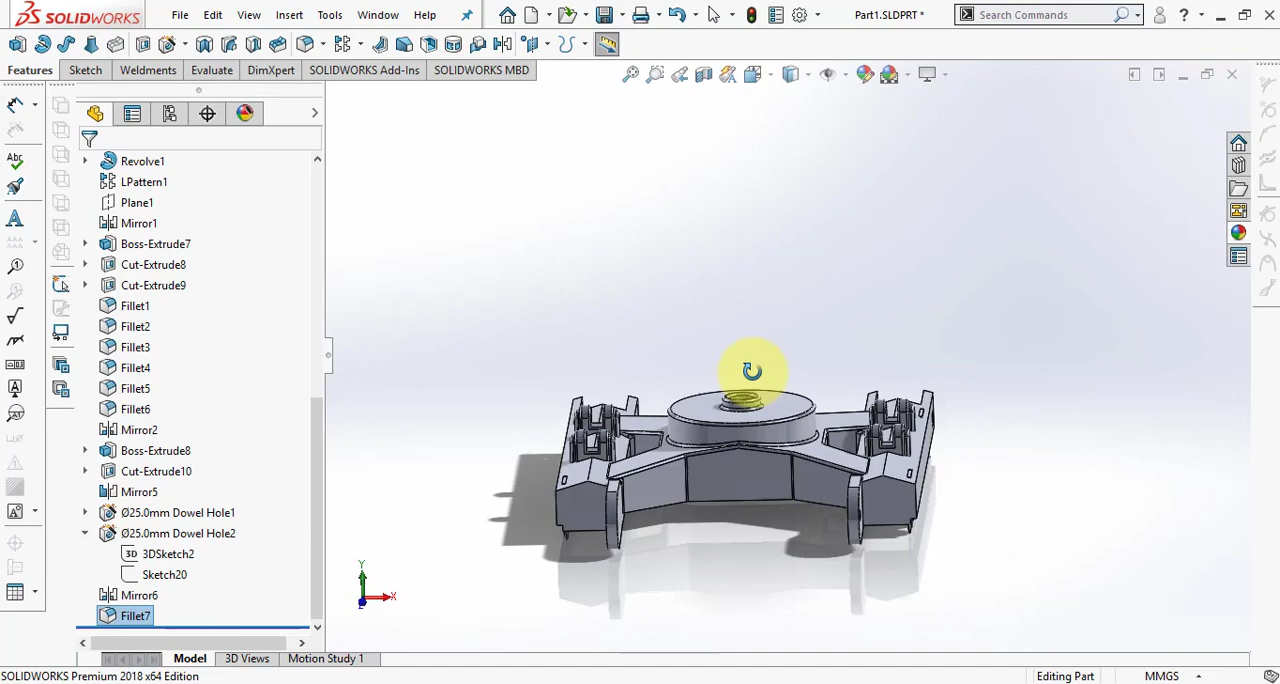 SOLIDWORKS File Edit View Insert Tools Window Help Part1.SLDPRT * Search Commands ?
Features Sketch Weldments Evaluate DimXpert SOLIDWORKS Add-Ins SOLIDWORKS MBD
Revolve1
LPattern1
Plane1
Mirror1
Boss-Extrude7
Cut-Extrude8
Cut-Extrude9
Fillet1
Fillet2
Fillet3
Fillet4
Fillet5
Fillet6
Mirror2
Boss-Extrude8
Cut-Extrude10
Mirror5
Ø25.0mm Dowel Hole1
Ø25.0mm Dowel Hole2
3D 3DSketch2
Sketch20
Mirror6
Fillet7
Abc
A
Y
X
Z
Model 3D Views Motion Study 1
SOLIDWORKS Premium 2018 x64 Edition Editing Part MMGS